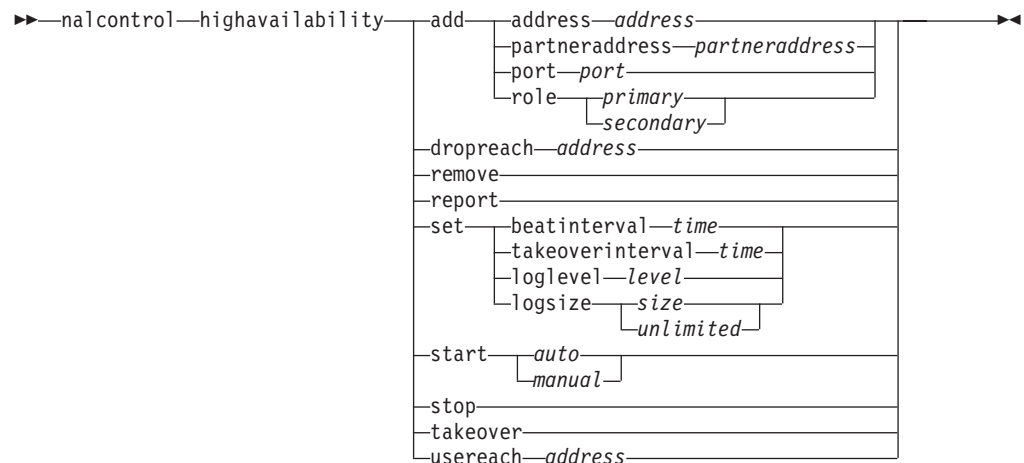 nalcontrol highavailability add address address
partneraddress partneraddress
port port
role primary
secondary
dropreach address
remove
report
set beatinterval time
takeoverinterval time
loglevel level
logsize size
unlimited
start auto
manual
stop
takeover
usereach address